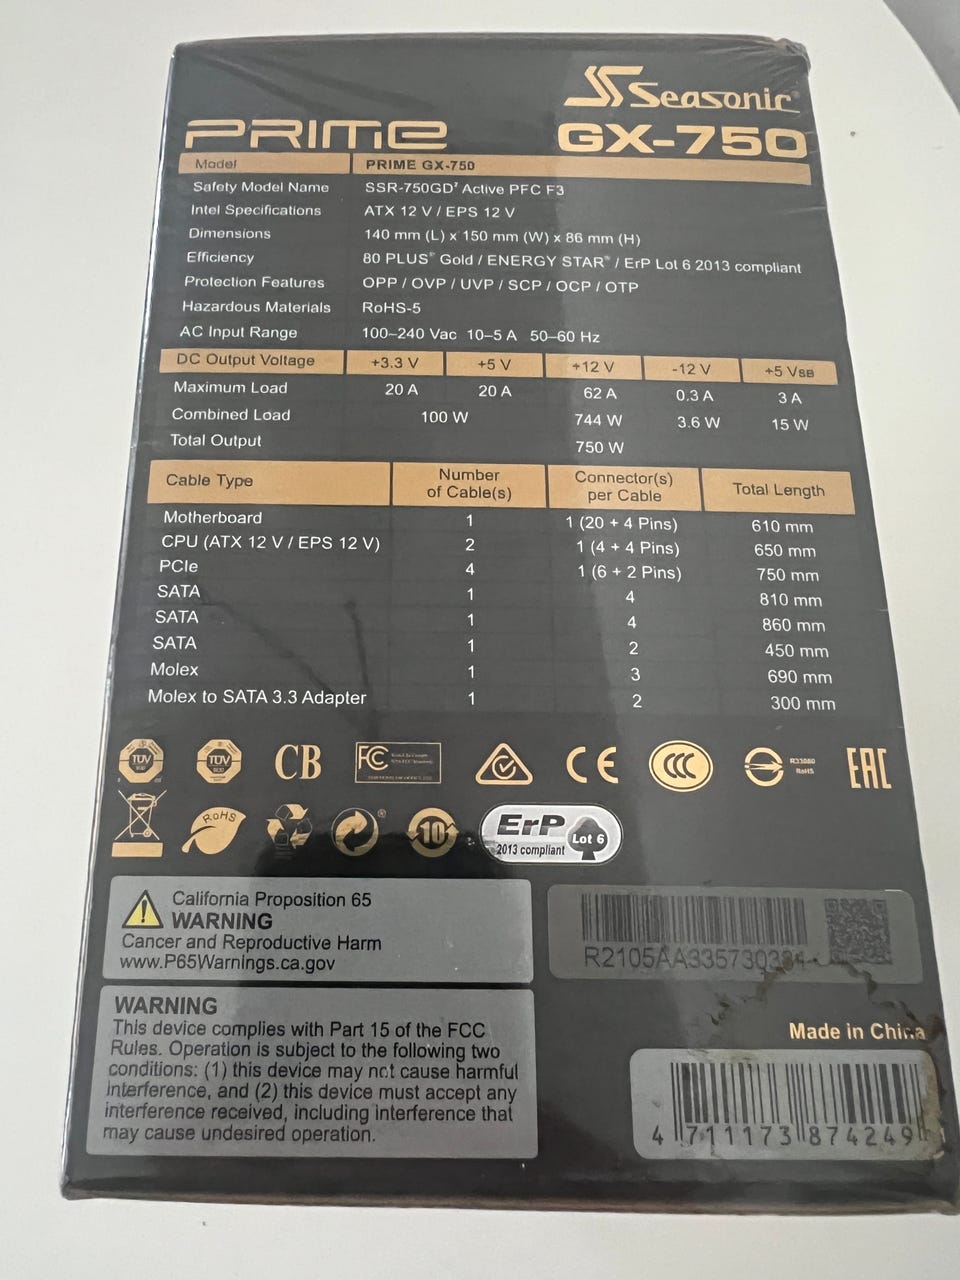 Seasonic
PRIME GX-750
Model PRIME GX-750
Safety Model Name SSR-750GD² Active PFC F3
Intel Specifications ATX 12 V / EPS 12 V
Dimensions 140 mm (L) x 150 mm (W) x 86 mm (H)
Efficiency 80 PLUS® Gold / ENERGY STAR® / ErP Lot 6 2013 compliant
Protection Features OPP / OVP / UVP / SCP / OCP / OTP
Hazardous Materials RoHS-5
AC Input Range 100–240 Vac 10–5 A 50–60 Hz
DC Output Voltage +3.3 V +5 V +12 V -12 V +5 VSB
Maximum Load 20 A 20 A 62 A 0.3 A 3 A
Combined Load 100 W 744 W 3.6 W 15 W
Total Output 750 W
Cable Type Number of Cable(s) Connector(s) per Cable Total Length
Motherboard 1 1 (20 + 4 Pins) 610 mm
CPU (ATX 12 V / EPS 12 V) 2 1 (4 + 4 Pins) 650 mm
PCIe 4 1 (6 + 2 Pins) 750 mm
SATA 1 4 810 mm
SATA 1 4 860 mm
SATA 1 2 450 mm
Molex 1 3 690 mm
Molex to SATA 3.3 Adapter 1 2 300 mm
TÜV TÜV CB FC CE CCC R33080 RoHS EAC
RoHS 10 ErP Lot 6
2013 compliant
California Proposition 65
WARNING
Cancer and Reproductive Harm
www.P65Warnings.ca.gov
R2105AA335730
WARNING
This device complies with Part 15 of the FCC
Rules. Operation is subject to the following two
conditions: (1) this device may not cause harmful
interference, and (2) this device must accept any
interference received, including interference that
may cause undesired operation.
Made in China
4 711173 874249